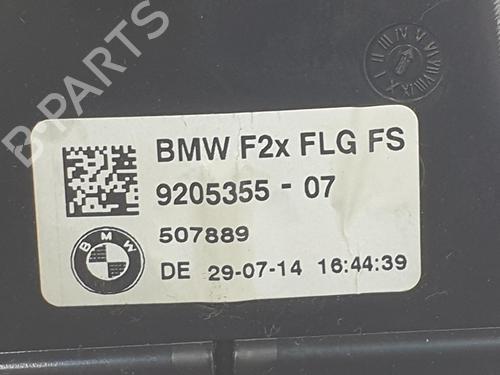 BMW F2x FLG FS
9205355 - 07
507889
BMW
DE 29-07-14 16:44:39
B-PARTS